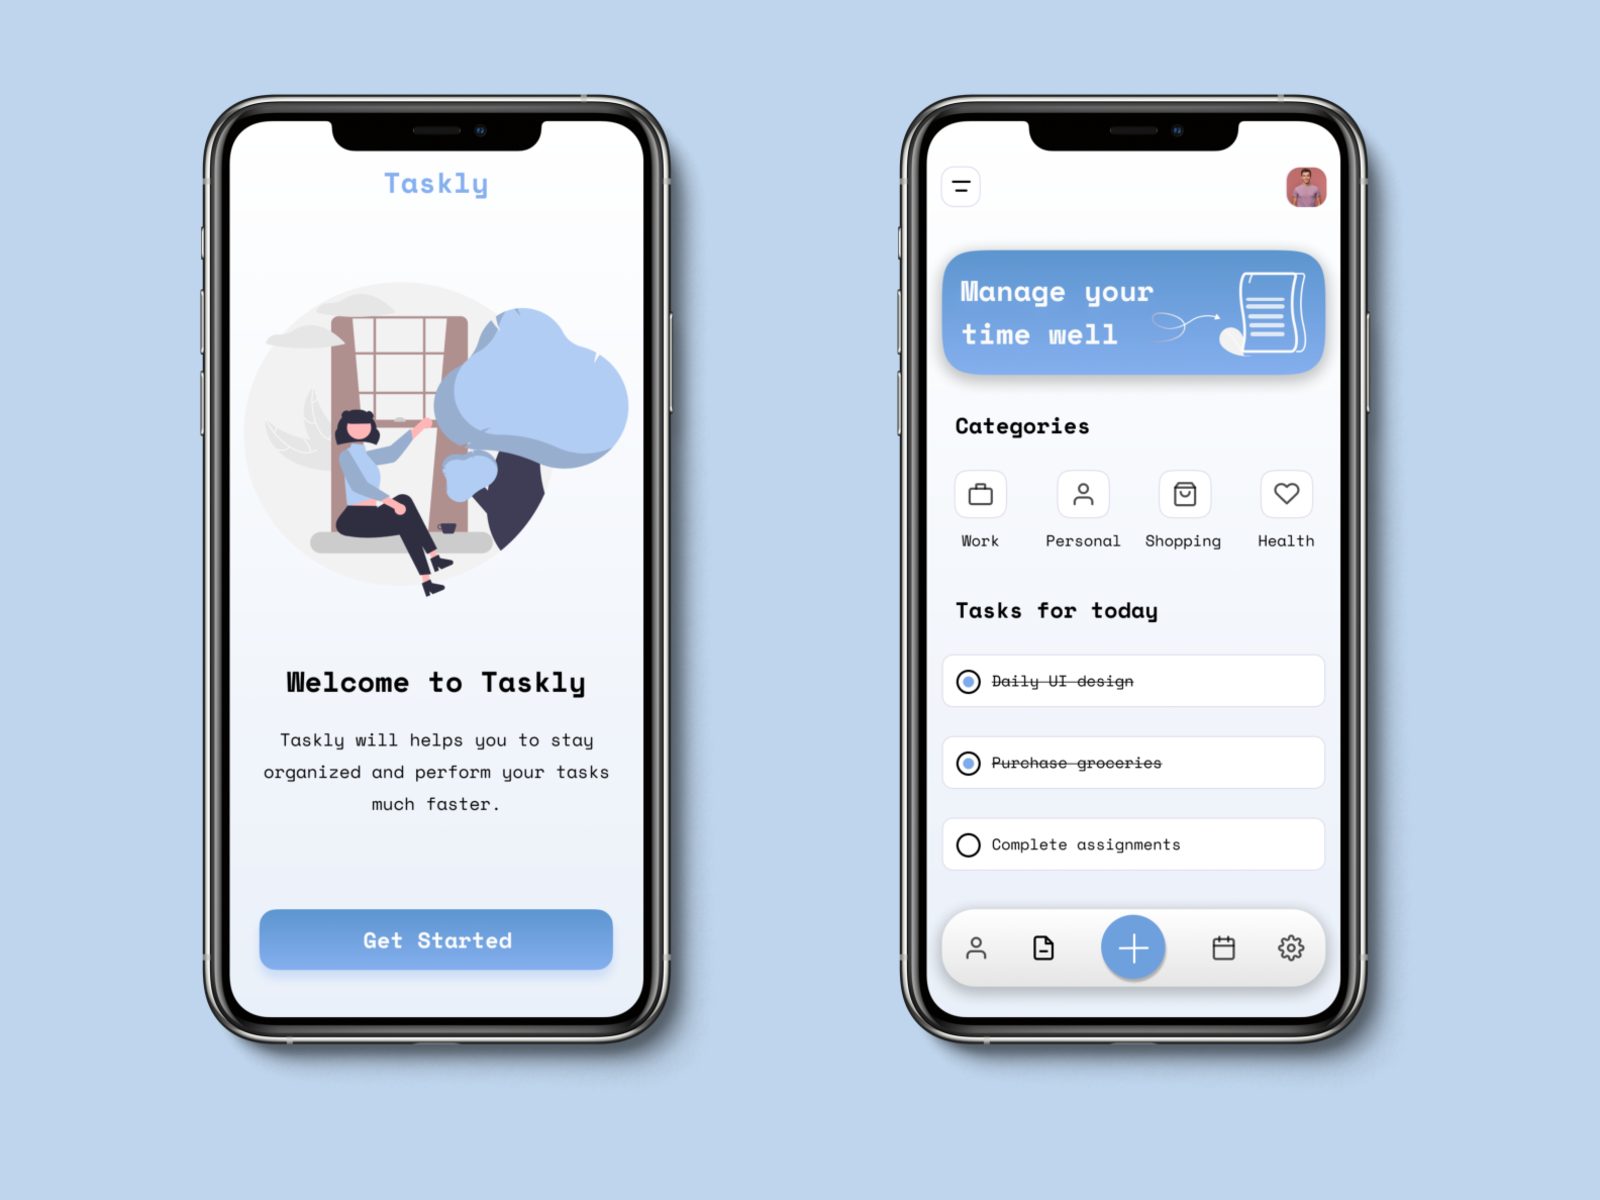 Taskly
Welcome to Taskly
Taskly will helps you to stay
organized and perform your tasks
much faster.
Get Started
Manage your
time well
Categories
Work
Personal
Shopping
Health
Tasks for today
Daily UI design
Purchase groceries
Complete assignments